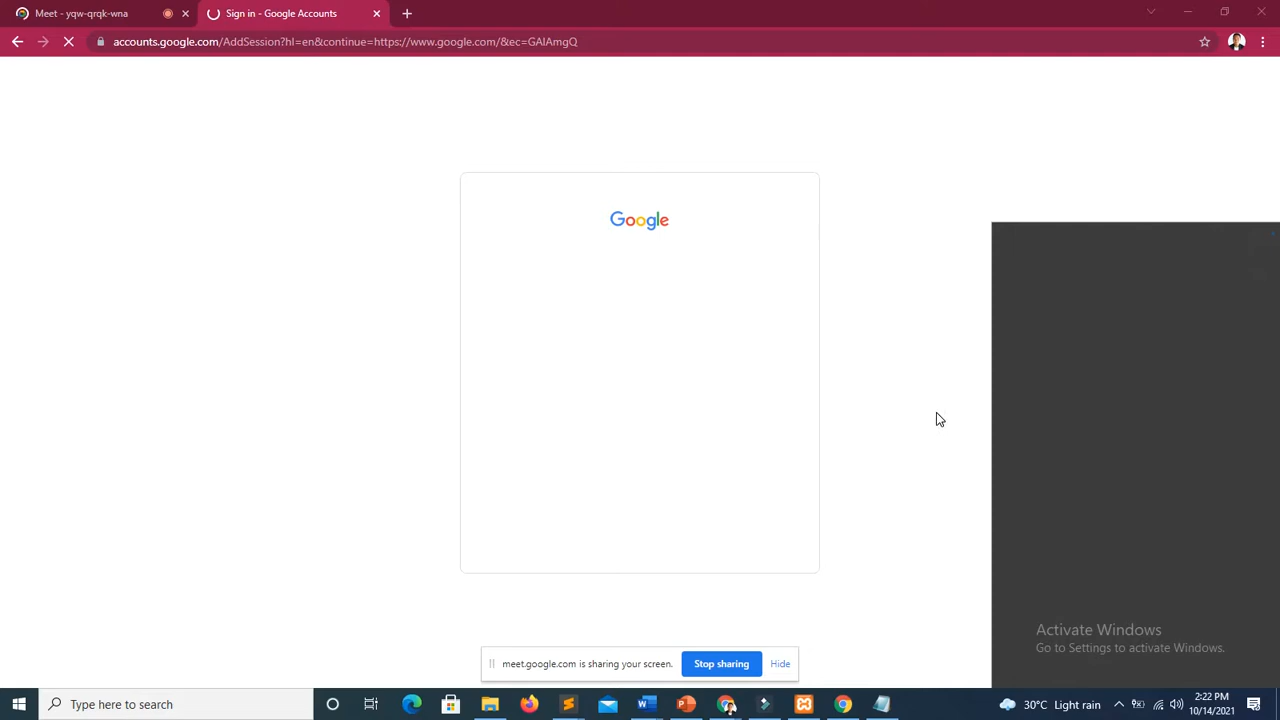 Meet - yqw-qrqk-wna
Sign in - Google Accounts
accounts.google.com/AddSession?hl=en&continue=https://www.google.com/&ec=GAlAmgQ
Google
Activate Windows
Go to Settings to activate Windows.
meet.google.com is sharing your screen.
Stop sharing
Hide
Type here to search
30°C Light rain
2:22 PM
10/14/2021